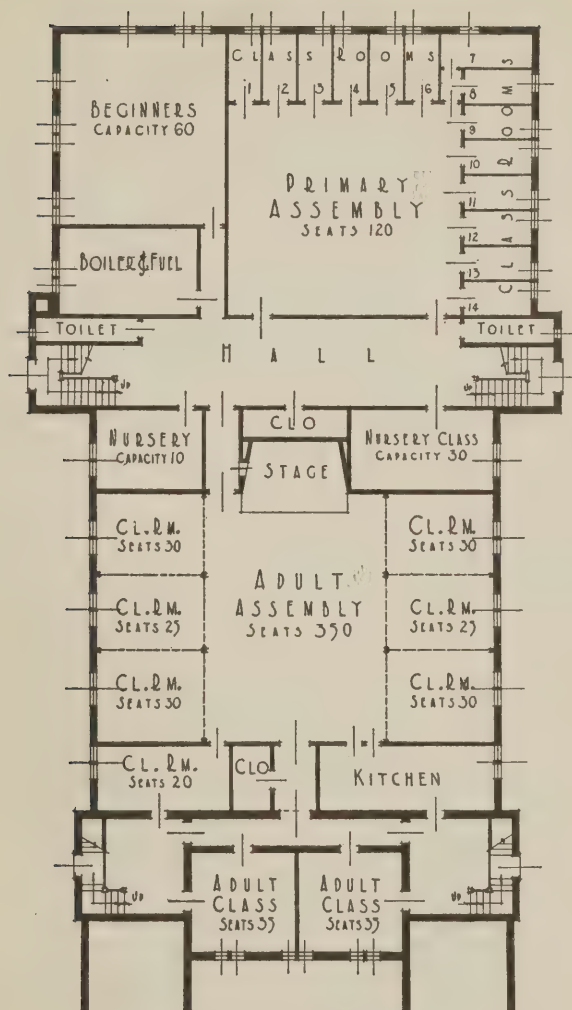 CLASS ROOMS
1 2 3 4 5 6
7
8
9
10
11
12
13
14
CLASS ROOMS
BEGINNERS
CAPACITY 60
PRIMARY
ASSEMBLY
SEATS 120
BOILER & FUEL
TOILET
TOILET
HALL
UP
UP
NURSERY
CAPACITY 10
CLO
STAGE
NURSERY CLASS
CAPACITY 30
CL. RM.
SEATS 30
CL. RM.
SEATS 30
ADULT
ASSEMBLY
SEATS 350
CL. RM.
SEATS 25
CL. RM.
SEATS 25
CL. RM.
SEATS 30
CL. RM.
SEATS 30
CL. RM.
SEATS 20
CLO
KITCHEN
UP
ADULT
CLASS
SEATS 35
ADULT
CLASS
SEATS 35
UP